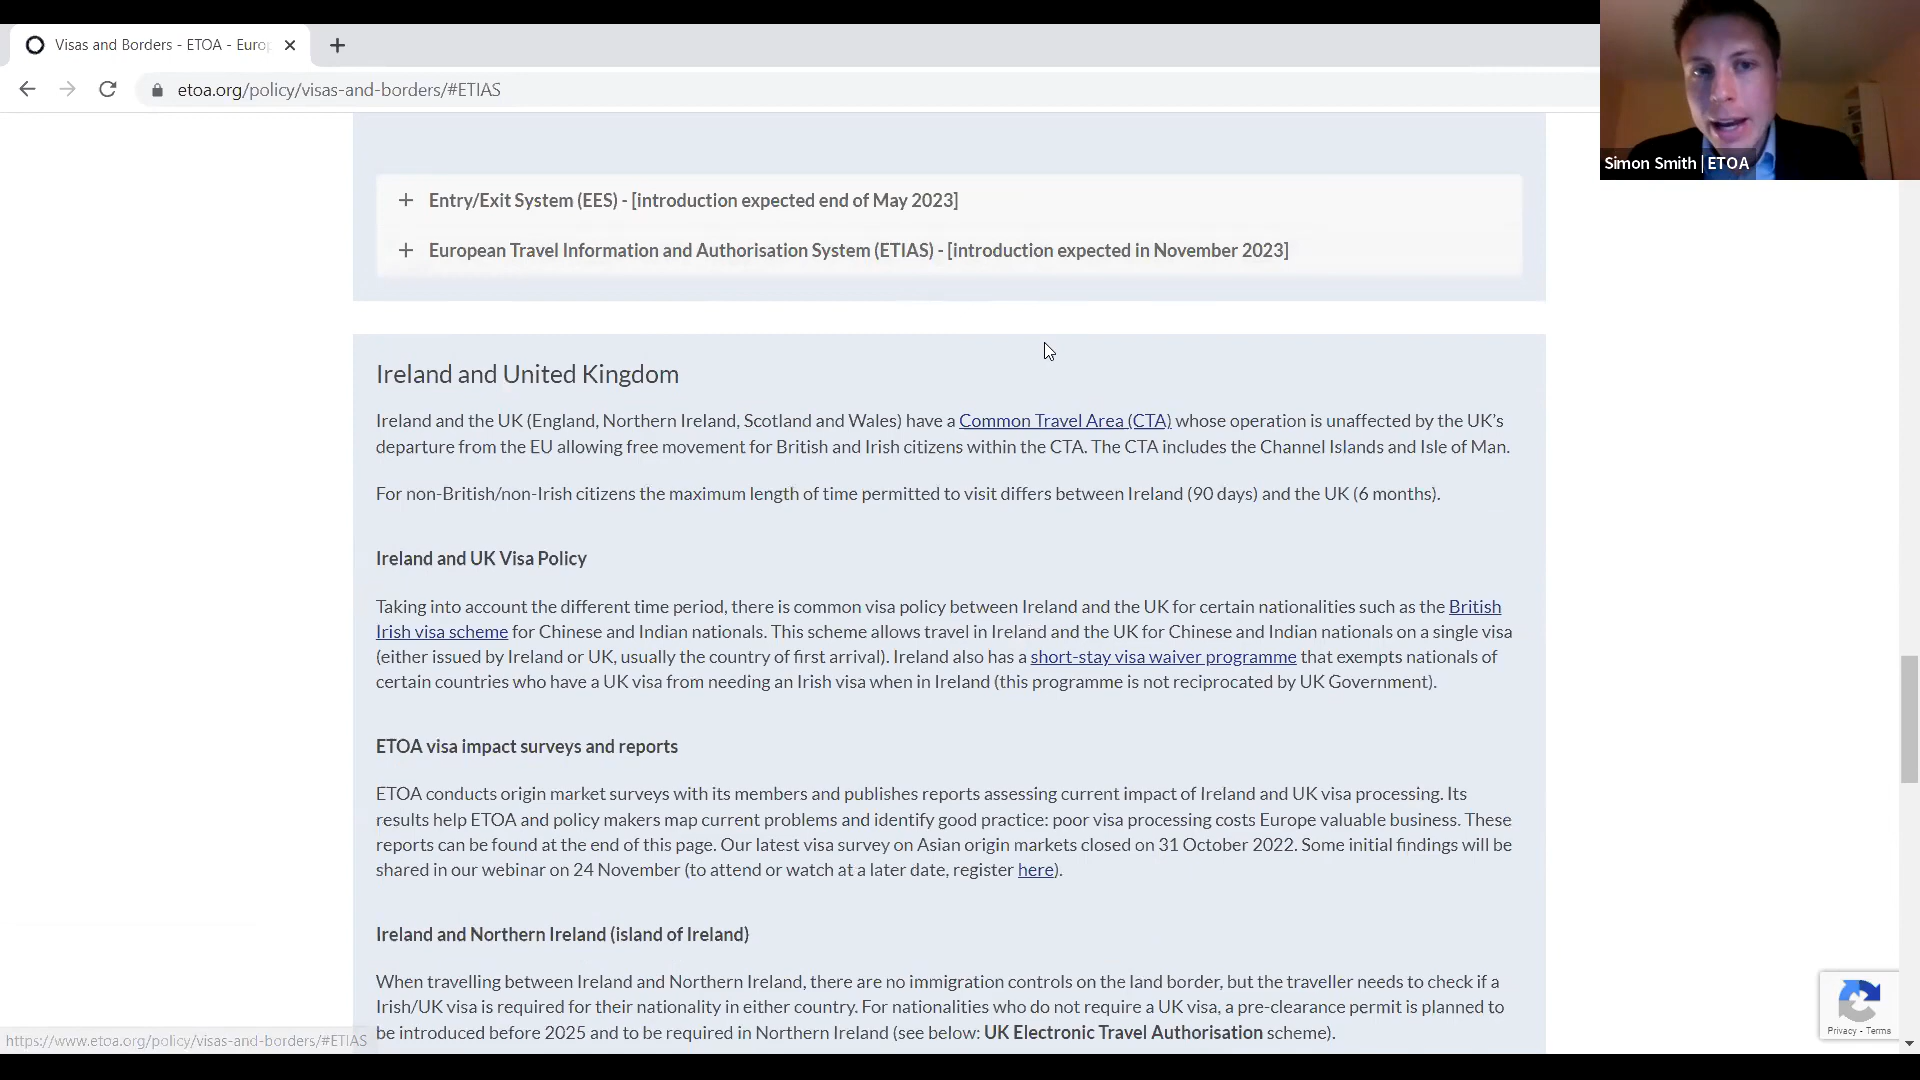 Visas and Borders - ETOA - Euro
etoa.org/policy/visas-and-borders/#ETIAS
Simon Smith | ETOA
Entry/Exit System (EES) - [introduction expected end of May 2023]
European Travel Information and Authorisation System (ETIAS) - [introduction expected in November 2023]
Ireland and United Kingdom
Ireland and the UK (England, Northern Ireland, Scotland and Wales) have a Common Travel Area (CTA) whose operation is unaffected by the UK's
departure from the EU allowing free movement for British and Irish citizens within the CTA. The CTA includes the Channel Islands and Isle of Man.
For non-British/non-Irish citizens the maximum length of time permitted to visit differs between Ireland (90 days) and the UK (6 months).
Ireland and UK Visa Policy
Taking into account the different time period, there is common visa policy between Ireland and the UK for certain nationalities such as the British
Irish visa scheme for Chinese and Indian nationals. This scheme allows travel in Ireland and the UK for Chinese and Indian nationals on a single visa
(either issued by Ireland or UK, usually the country of first arrival). Ireland also has a short-stay visa waiver programme that exempts nationals of
certain countries who have a UK visa from needing an Irish visa when in Ireland (this programme is not reciprocated by UK Government).
ETOA visa impact surveys and reports
ETOA conducts origin market surveys with its members and publishes reports assessing current impact of Ireland and UK visa processing. Its
results help ETOA and policy makers map current problems and identify good practice: poor visa processing costs Europe valuable business. These
reports can be found at the end of this page. Our latest visa survey on Asian origin markets closed on 31 October 2022. Some initial findings will be
shared in our webinar on 24 November (to attend or watch at a later date, register here).
Ireland and Northern Ireland (island of Ireland)
When travelling between Ireland and Northern Ireland, there are no immigration controls on the land border, but the traveller needs to check if a
Irish/UK visa is required for their nationality in either country. For nationalities who do not require a UK visa, a pre-clearance permit is planned to
be introduced before 2025 and to be required in Northern Ireland (see below: UK Electronic Travel Authorisation scheme).
https://www.etoa.org/policy/visas-and-borders/#ETIAS
Privacy - Terms